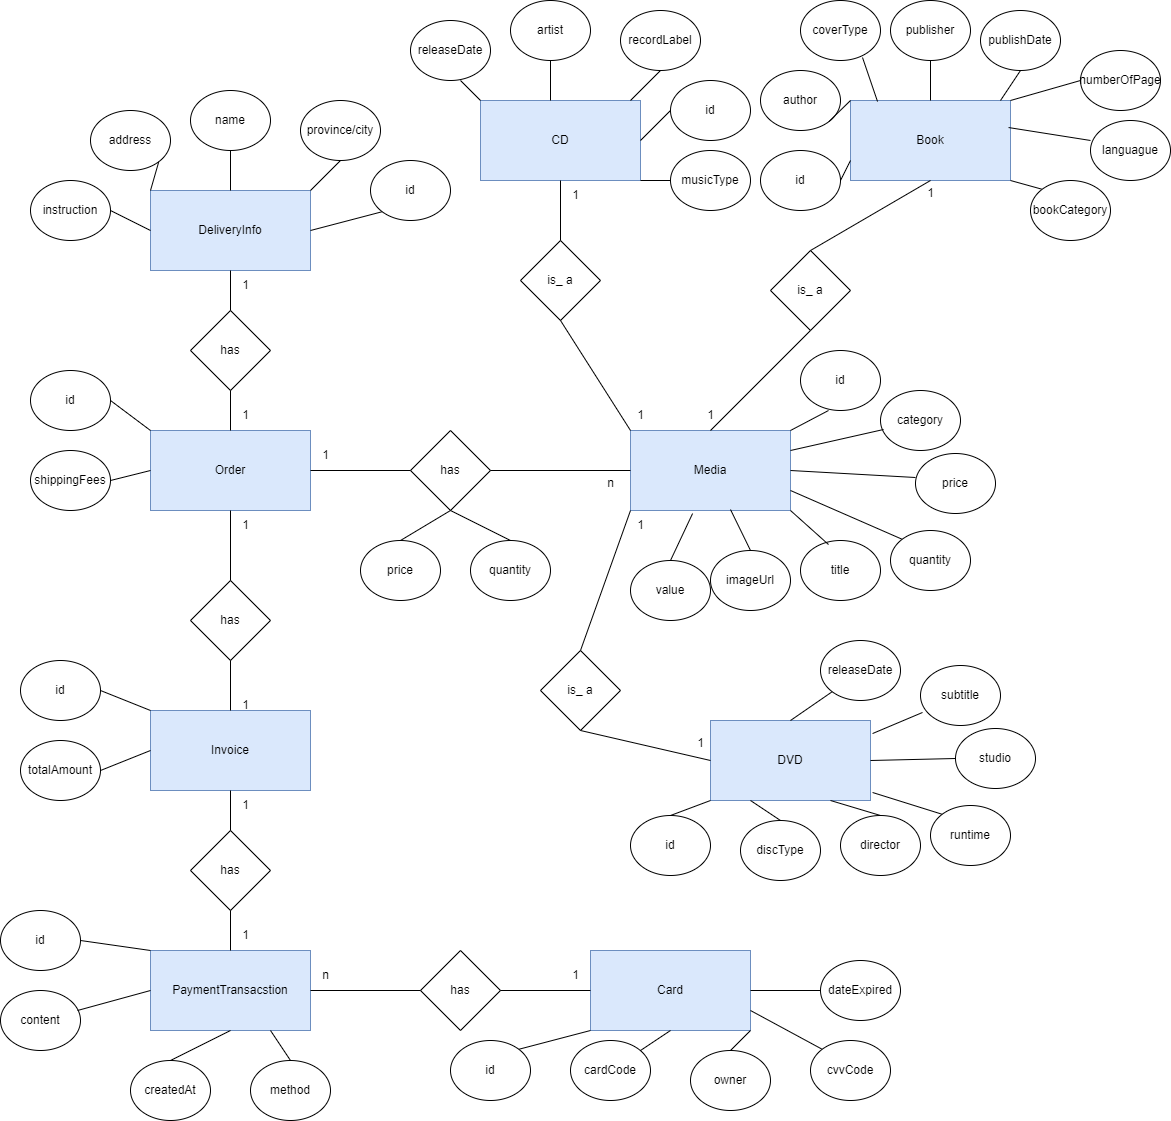 artist
coverType
publisher
releaseDate
recordLabel
publishDate
numberOfPage
author
id
name
address
province/city
CD
Book
languague
id
musicType
id
instruction
id
bookCategory
1
1
DeliveryInfo
is_ a
is_ a
1
has
id
id
category
1
1
1
1
Order
has
Media
shippingFees
n
price
1
1
price
quantity
value
imageUrl
title
quantity
has
releaseDate
id
is_ a
subtitle
1
Invoice
1
DVD
studio
totalAmount
1
id
discType
director
runtime
has
id
1
n
1
PaymentTransacstion
has
Card
dateExpired
content
createdAt
method
id
cardCode
owner
cvvCode